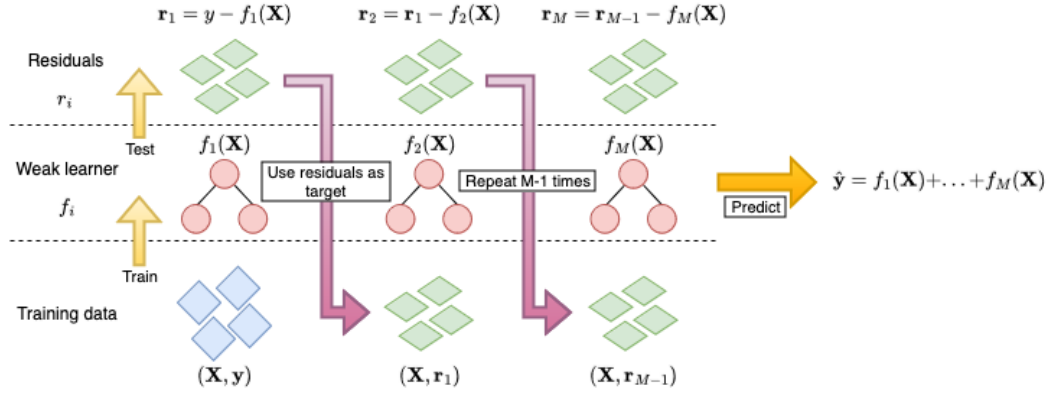 r₁ = y − f₁(X)
r₂ = r₁ − f₂(X)
r_M = r_{M−1} − f_M(X)
Residuals
r_i
Test
Weak learner
f_i
f₁(X)
Use residuals as
target
f₂(X)
Repeat M-1 times
f_M(X)
Predict
ŷ = f₁(X)+...+f_M(X)
Train
Training data
(X, y)
(X, r₁)
(X, r_{M−1})